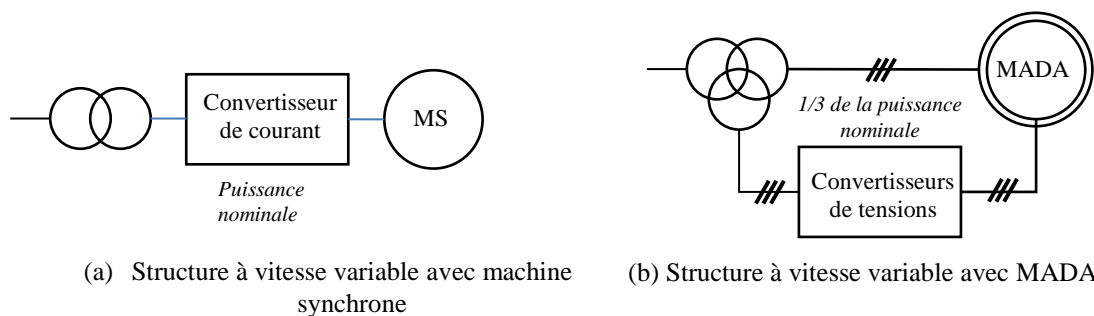 Convertisseur
de courant
MS
Puissance
nominale
(a) Structure à vitesse variable avec machine
synchrone
MADA
1/3 de la puissance
nominale
Convertisseurs
de tensions
(b) Structure à vitesse variable avec MADA